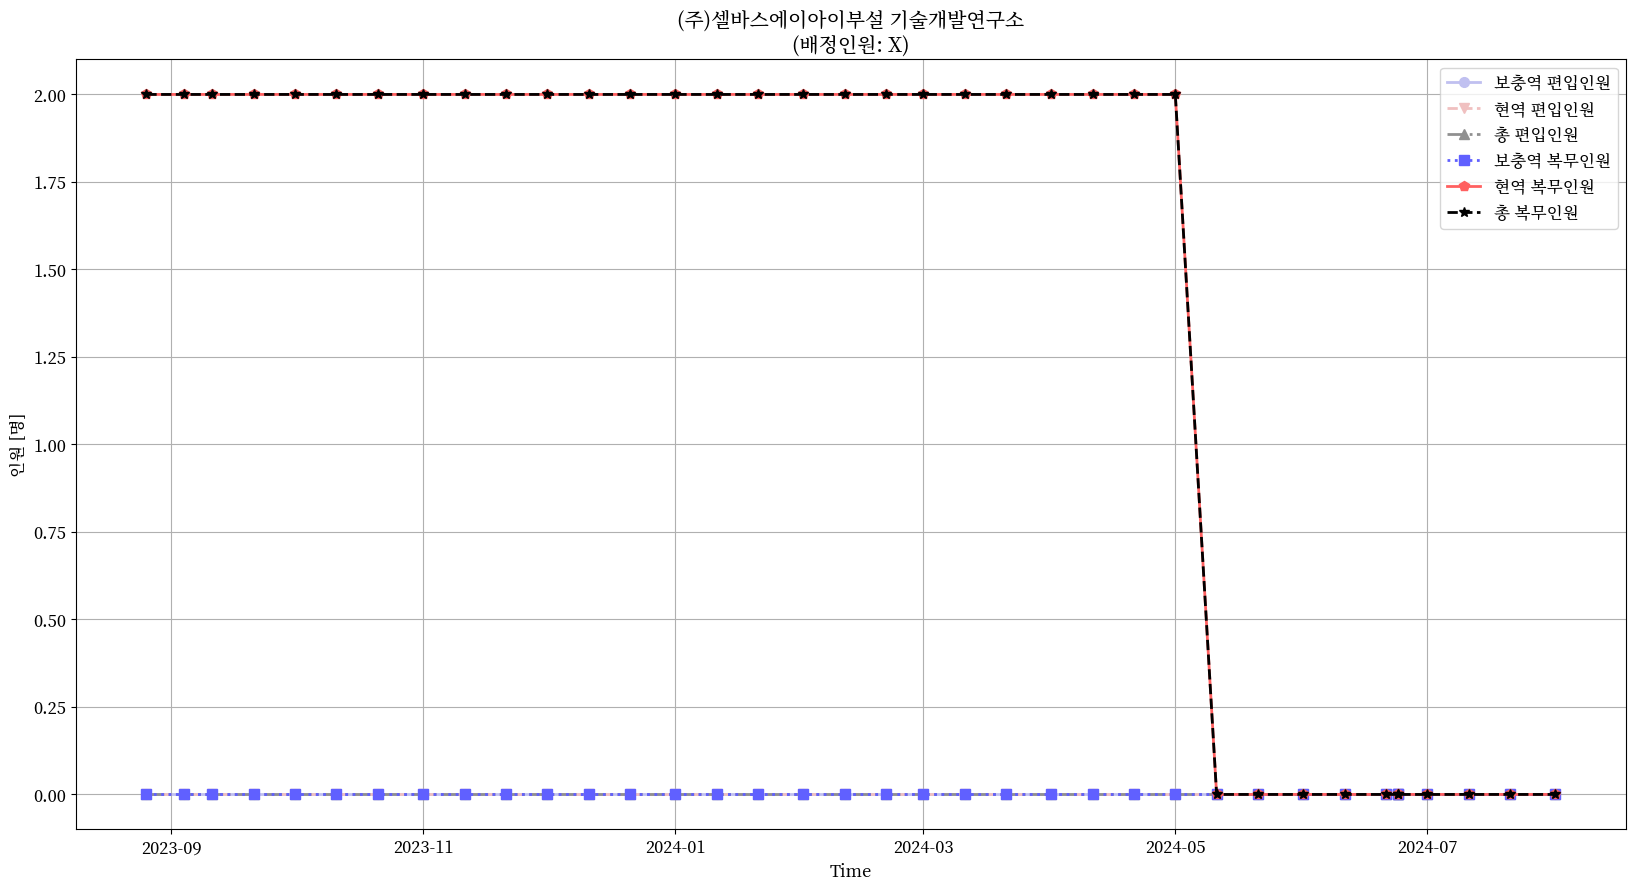 (주)셀바스에이아이부설 기술개발연구소
(배정인원: X)
보충역 편입인원
현역 편입인원
총 편입인원
보충역 복무인원
현역 복무인원
총 복무인원
인원 [명]
2.00
1.75
1.50
1.25
1.00
0.75
0.50
0.25
0.00
2023-09 2023-11 2024-01 2024-03 2024-05 2024-07
Time